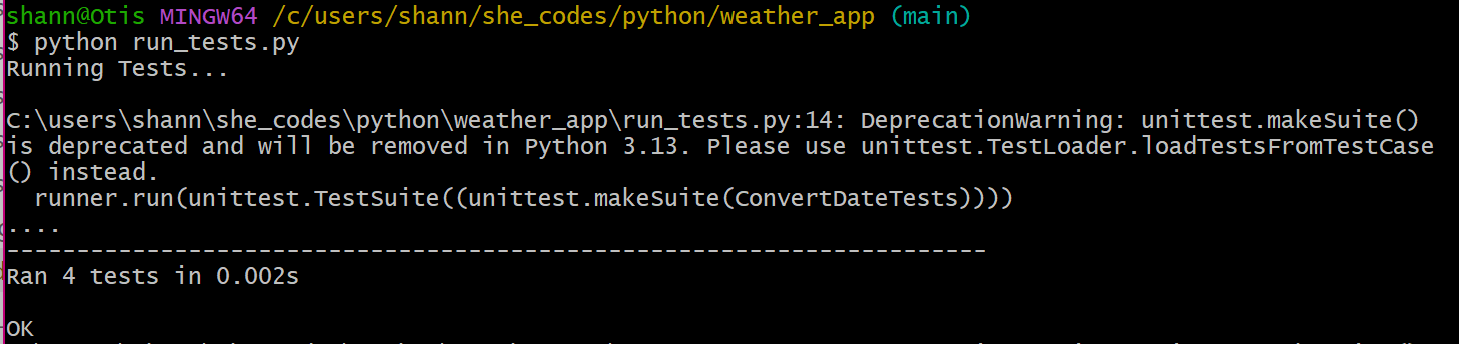 shann@Otis MINGW64 /c/users/shann/she_codes/python/weather_app (main)
$ python run_tests.py
Running Tests...
C:\users\shann\she_codes\python\weather_app\run_tests.py:14: DeprecationWarning: unittest.makeSuite()
is deprecated and will be removed in Python 3.13. Please use unittest.TestLoader.loadTestsFromTestCase
() instead.
  runner.run(unittest.TestSuite((unittest.makeSuite(ConvertDateTests))))
....
----------------------------------------------------------------------
Ran 4 tests in 0.002s
OK